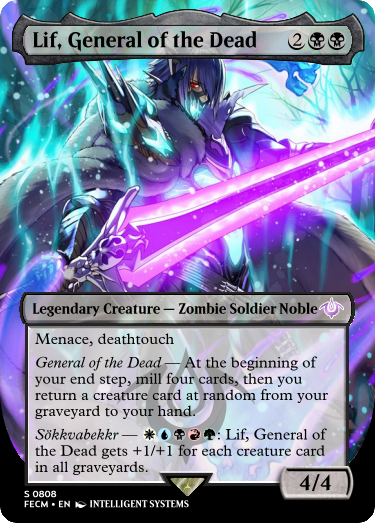 Lif, General of the Dead 2
Legendary Creature — Zombie Soldier Noble
Menace, deathtouch
General of the Dead — At the beginning of
your end step, mill four cards, then you
return a creature card at random from your
graveyard to your hand.
Sökkvabekkr — : Lif, General of
the Dead gets +1/+1 for each creature card
in all graveyards.
4/4
S 0808
FECM • EN INTELLIGENT SYSTEMS